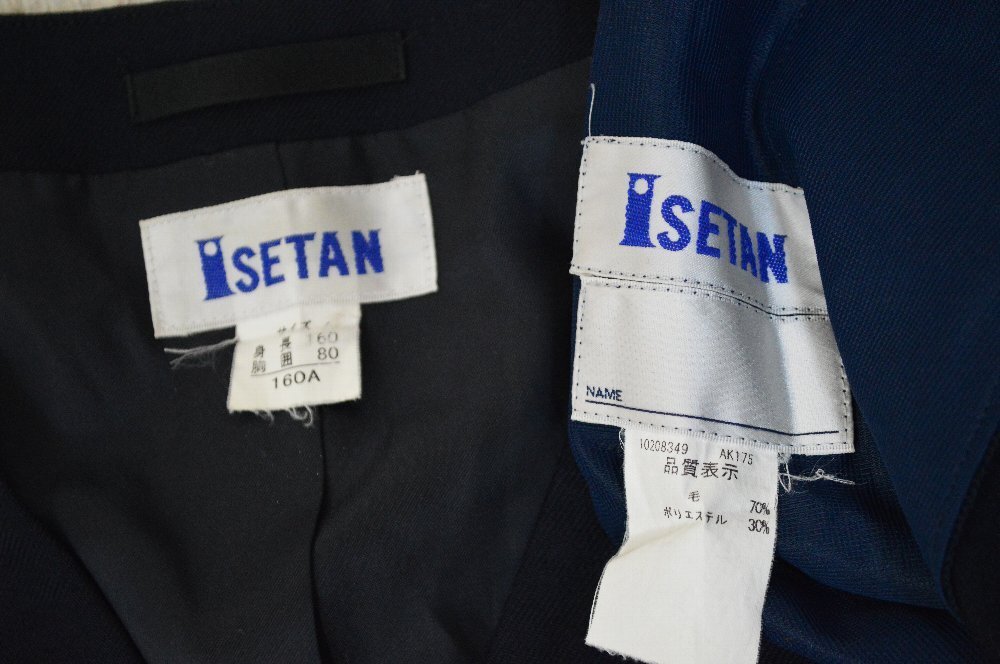 ISETAN
サイズ
身長 160
胸囲 80
160A
ISETAN
NAME
10208349 AK175
品質表示
毛 70%
ポリエステル 30%